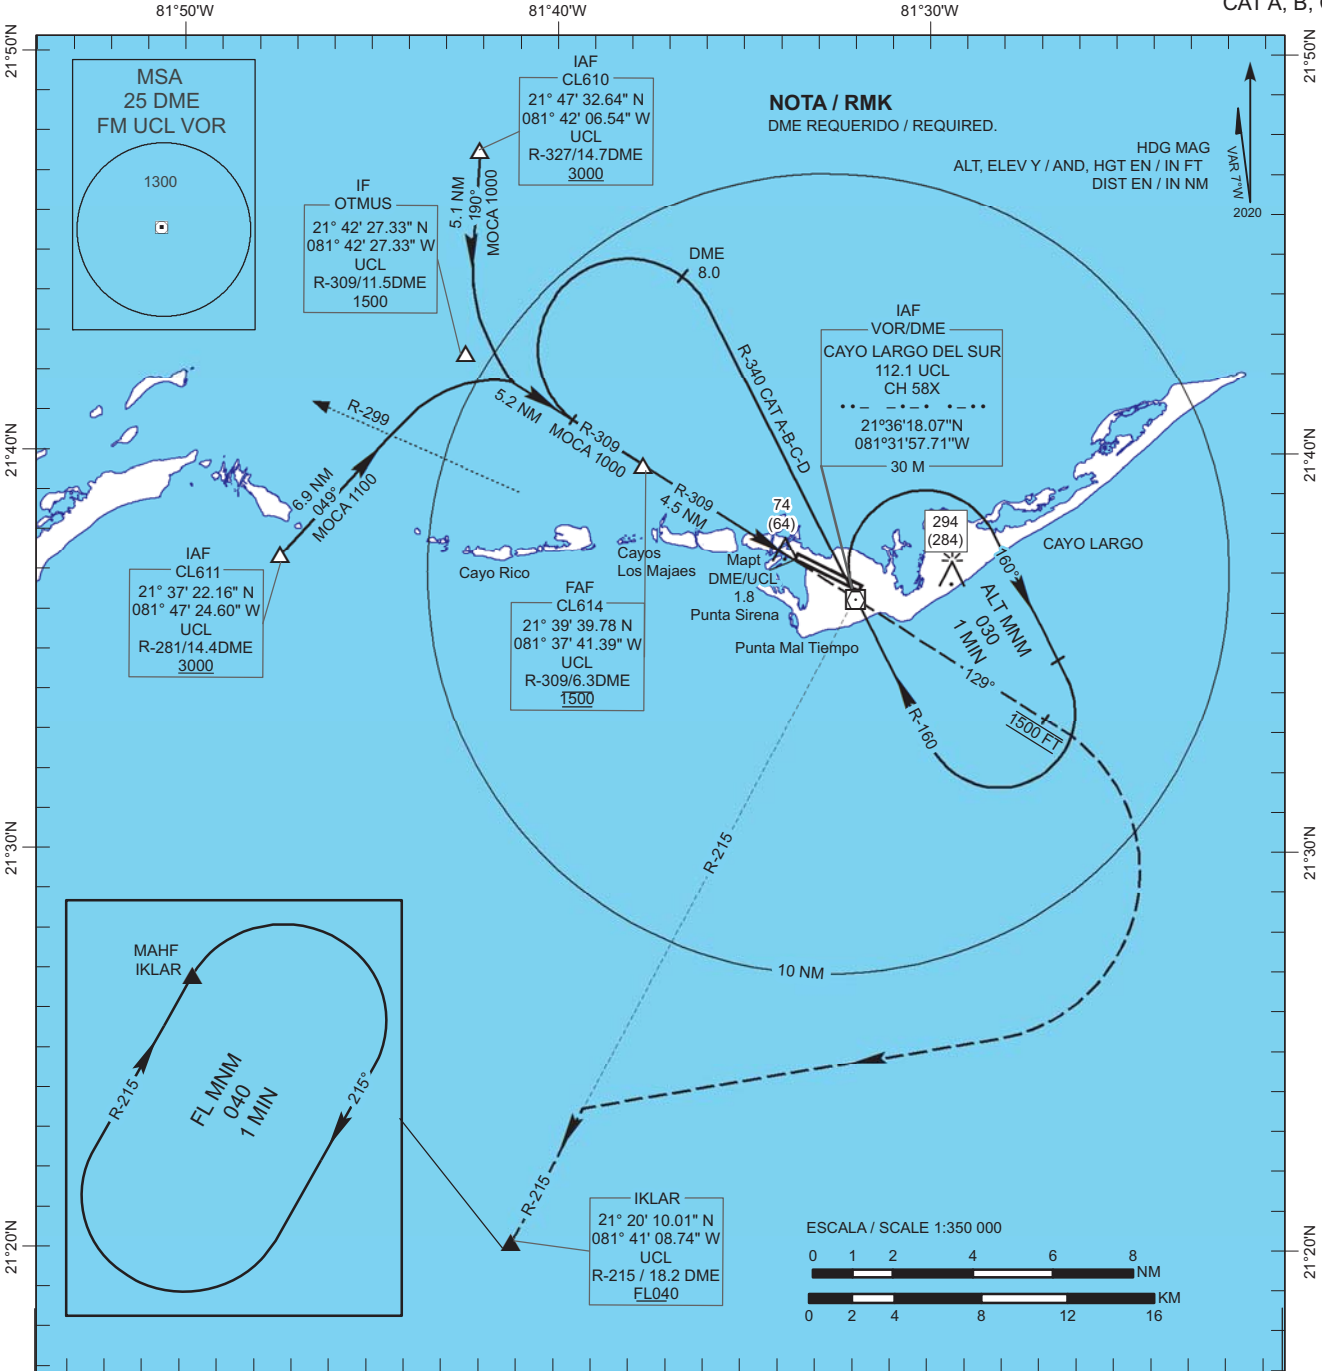 CAT A, B, C
81°50'W
81°40'W
81°30'W
21°50'N
21°50'N
MSA
25 DME
FM UCL VOR
1300
IAF
CL610
21° 47' 32.64" N
081° 42' 06.54" W
UCL
R-327/14.7DME
3000
NOTA / RMK
DME REQUERIDO / REQUIRED.
HDG MAG
ALT, ELEV Y / AND, HGT EN / IN FT
DIST EN / IN NM
VAR 7°W
2020
IF
OTMUS
21° 42' 27.33" N
081° 42' 27.33" W
UCL
R-309/11.5DME
1500
5.1 NM
190°
MOCA 1000
DME
8.0
IAF
VOR/DME
CAYO LARGO DEL SUR
112.1 UCL
CH 58X
21°36'18.07"N
081°31'57.71"W
30 M
R-340 CAT A-B-C-D
R-299
5.2 NM
R-309
MOCA 1000
R-309
4.5 NM
21°40'N
21°40'N
6.9 NM
049°
MOCA 1100
74
(64)
294
(284)
CAYO LARGO
IAF
CL611
21° 37' 22.16" N
081° 47' 24.60" W
UCL
R-281/14.4DME
3000
Cayo Rico
Cayos
Los Majaes
Mapt
DME/UCL
1.8
Punta Sirena
Punta Mal Tiempo
FAF
CL614
21° 39' 39.78 N
081° 37' 41.39" W
UCL
R-309/6.3DME
1500
160°
ALT MNM
030
1 MIN
129°
1500 FT
R-160
R-215
21°30'N
21°30'N
10 NM
MAHF
IKLAR
R-215
FL MNM
040
1 MIN
215°
R-215
IKLAR
21° 20' 10.01" N
081° 41' 08.74" W
UCL
R-215 / 18.2 DME
FL040
21°20'N
21°20'N
ESCALA / SCALE 1:350 000
0 1 2 4 6 8
NM
KM
0 2 4 8 12 16